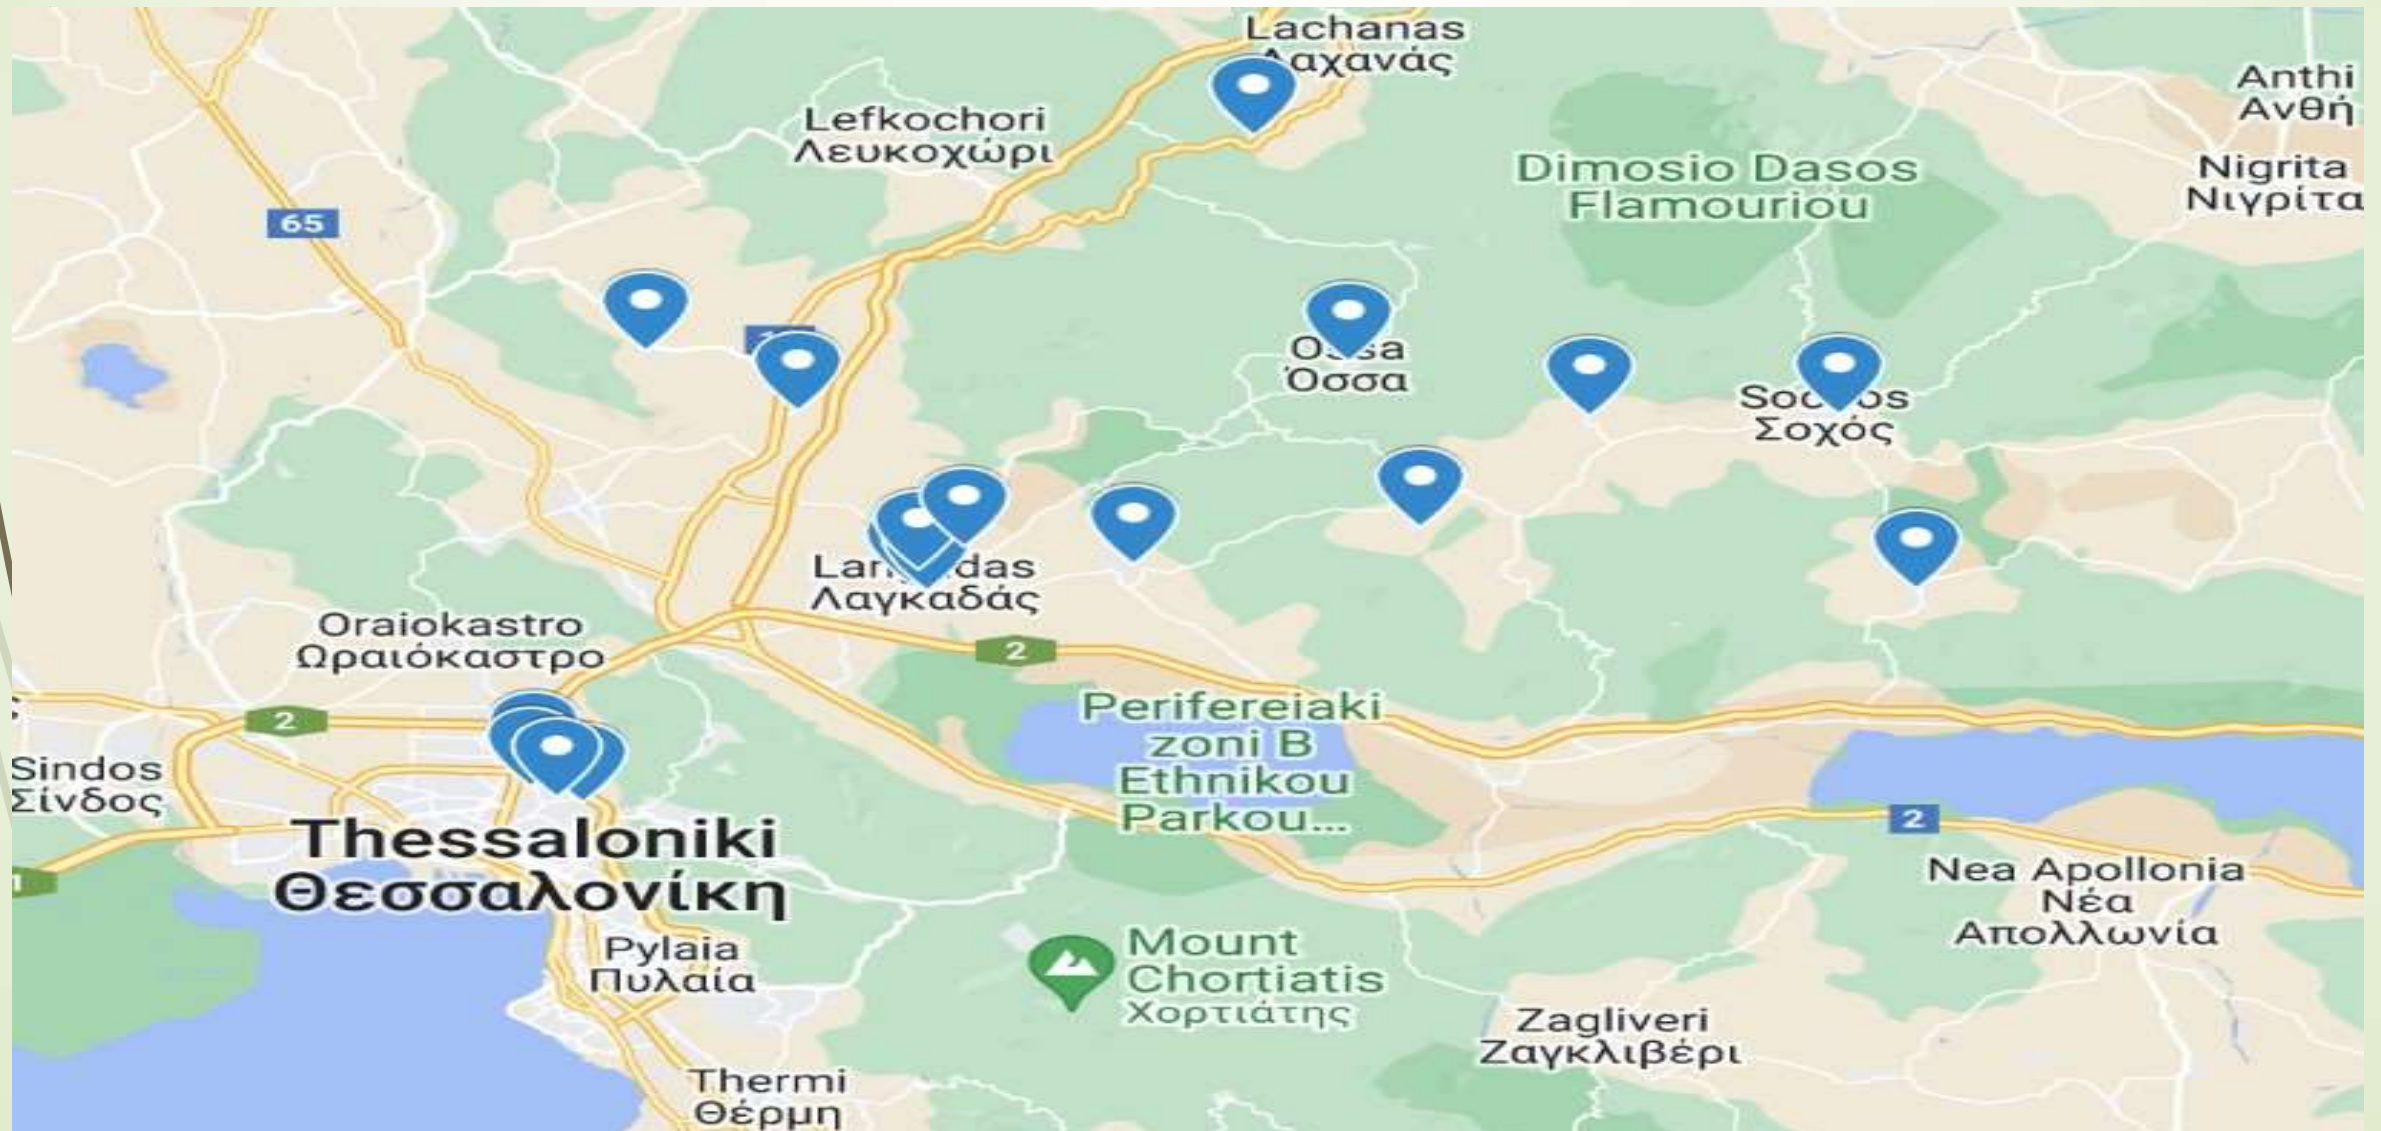 Lachanas
Λαχανάς
Anthi
Ανθή
Lefkochori
Λευκοχώρι
Dimosio Dasos
Flamouriou
Nigrita
Νιγρίτα
65
Όσσα
Σοχός
Λαγκαδάς
Oraiokastro
Ωραιόκαστρο
2
2
Perifereiaki
zoni B
Ethnikou
Parkou...
Sindos
Σίνδος
2
Thessaloniki
Θεσσαλονίκη
Nea Apollonia
Νέα
Απολλωνία
Pylaia
Πυλαία
Mount
Chortiatis
Χορτιάτης
Zagliveri
Ζαγκλιβέρι
Thermi
Θέρμη